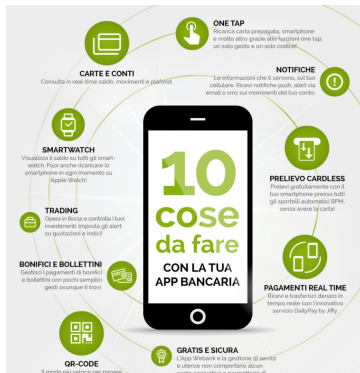 ONE TAP
Ricarica carta prepagata, smartphone
e molto altro grazie alle funzioni one tap:
un solo gesto e un solo codice!
CARTE E CONTI
Consulta in real-time saldo, movimenti e plafond.
NOTIFICHE
Le informazioni che ti servono, sul tuo
cellulare. Ricevi notifiche push, alert via
email o sms sui movimenti del tuo conto.
SMARTWATCH
Visualizza il saldo su tutti gli smart-
watch. Puoi anche ricaricare lo
smartphone in ogni momento su
Apple Watch!
10
cose
da fare
CON LA TUA
APP BANCARIA
PRELIEVO CARDLESS
Prelevi gratuitamente con il
tuo smartphone presso tutti
gli sportelli automatici BPM,
senza avere la carta!
TRADING
Opera in Borsa e controlla i tuoi
investimenti imposta gli alert
su quotazioni e indici!
BONIFICI E BOLLETTINI
Gestisci i pagamenti di bonifici
e bollettini con pochi semplici
gesti ovunque ti trovi.
PAGAMENTI REAL TIME
Ricevi e trasferisci denaro in
tempo reale con l'innovativo
servizio DailyPay by Jiffy.
QR-CODE
Il modo più veloce per pagare
GRATIS E SICURA
L'App Webank e la gestione di servizi
e utenze non comportano alcun